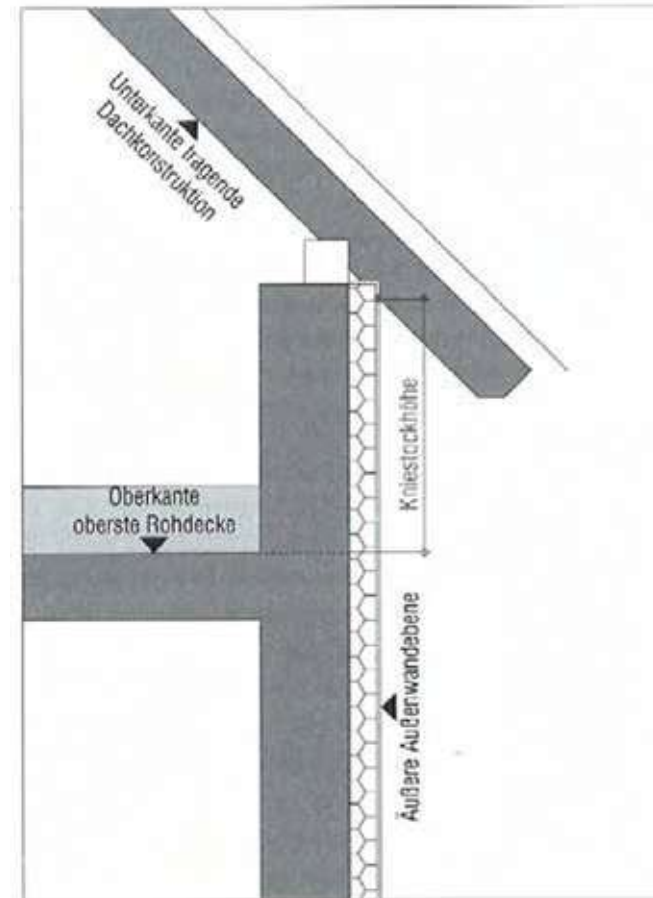 Unterkante tragende
Dachkonstruktion
Kniestockhöhe
Oberkante
oberste Rohdecke
Äußere Außenwandebene